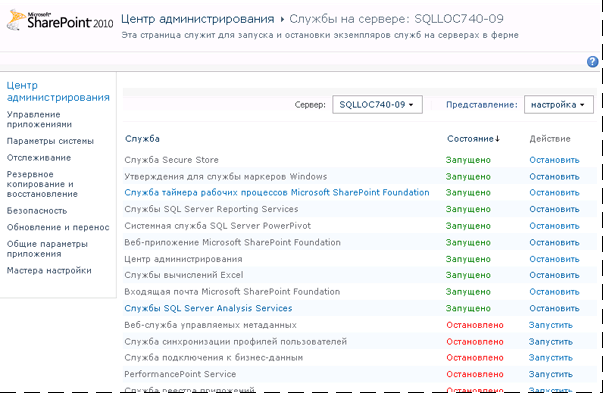 Microsoft
SharePoint 2010
Центр администрирования ▸ Службы на сервере: SQLLOC740-09
Эта страница служит для запуска и остановки экземпляров служб на серверах в ферме
Центр администрирования
Управление приложениями
Параметры системы
Отслеживание
Резервное копирование и восстановление
Безопасность
Обновление и перенос
Общие параметры приложения
Мастера настройки
Сервер: SQLLOC740-09 Представление: настройка
Служба Состояние↓ Действие
Служба Secure Store Запущено Остановить
Утверждения для службы маркеров Windows Запущено Остановить
Служба таймера рабочих процессов Microsoft SharePoint Foundation Запущено Остановить
Службы SQL Server Reporting Services Запущено Остановить
Системная служба SQL Server PowerPivot Запущено Остановить
Веб-приложение Microsoft SharePoint Foundation Запущено Остановить
Центр администрирования Запущено Остановить
Службы вычислений Excel Запущено Остановить
Входящая почта Microsoft SharePoint Foundation Запущено Остановить
Службы SQL Server Analysis Services Запущено Остановить
Веб-служба управляемых метаданных Остановлено Запустить
Служба синхронизации профилей пользователей Остановлено Запустить
Служба подключения к бизнес-данным Остановлено Запустить
PerformancePoint Service Остановлено Запустить
Служба реестра приложений Остановлено Запустить